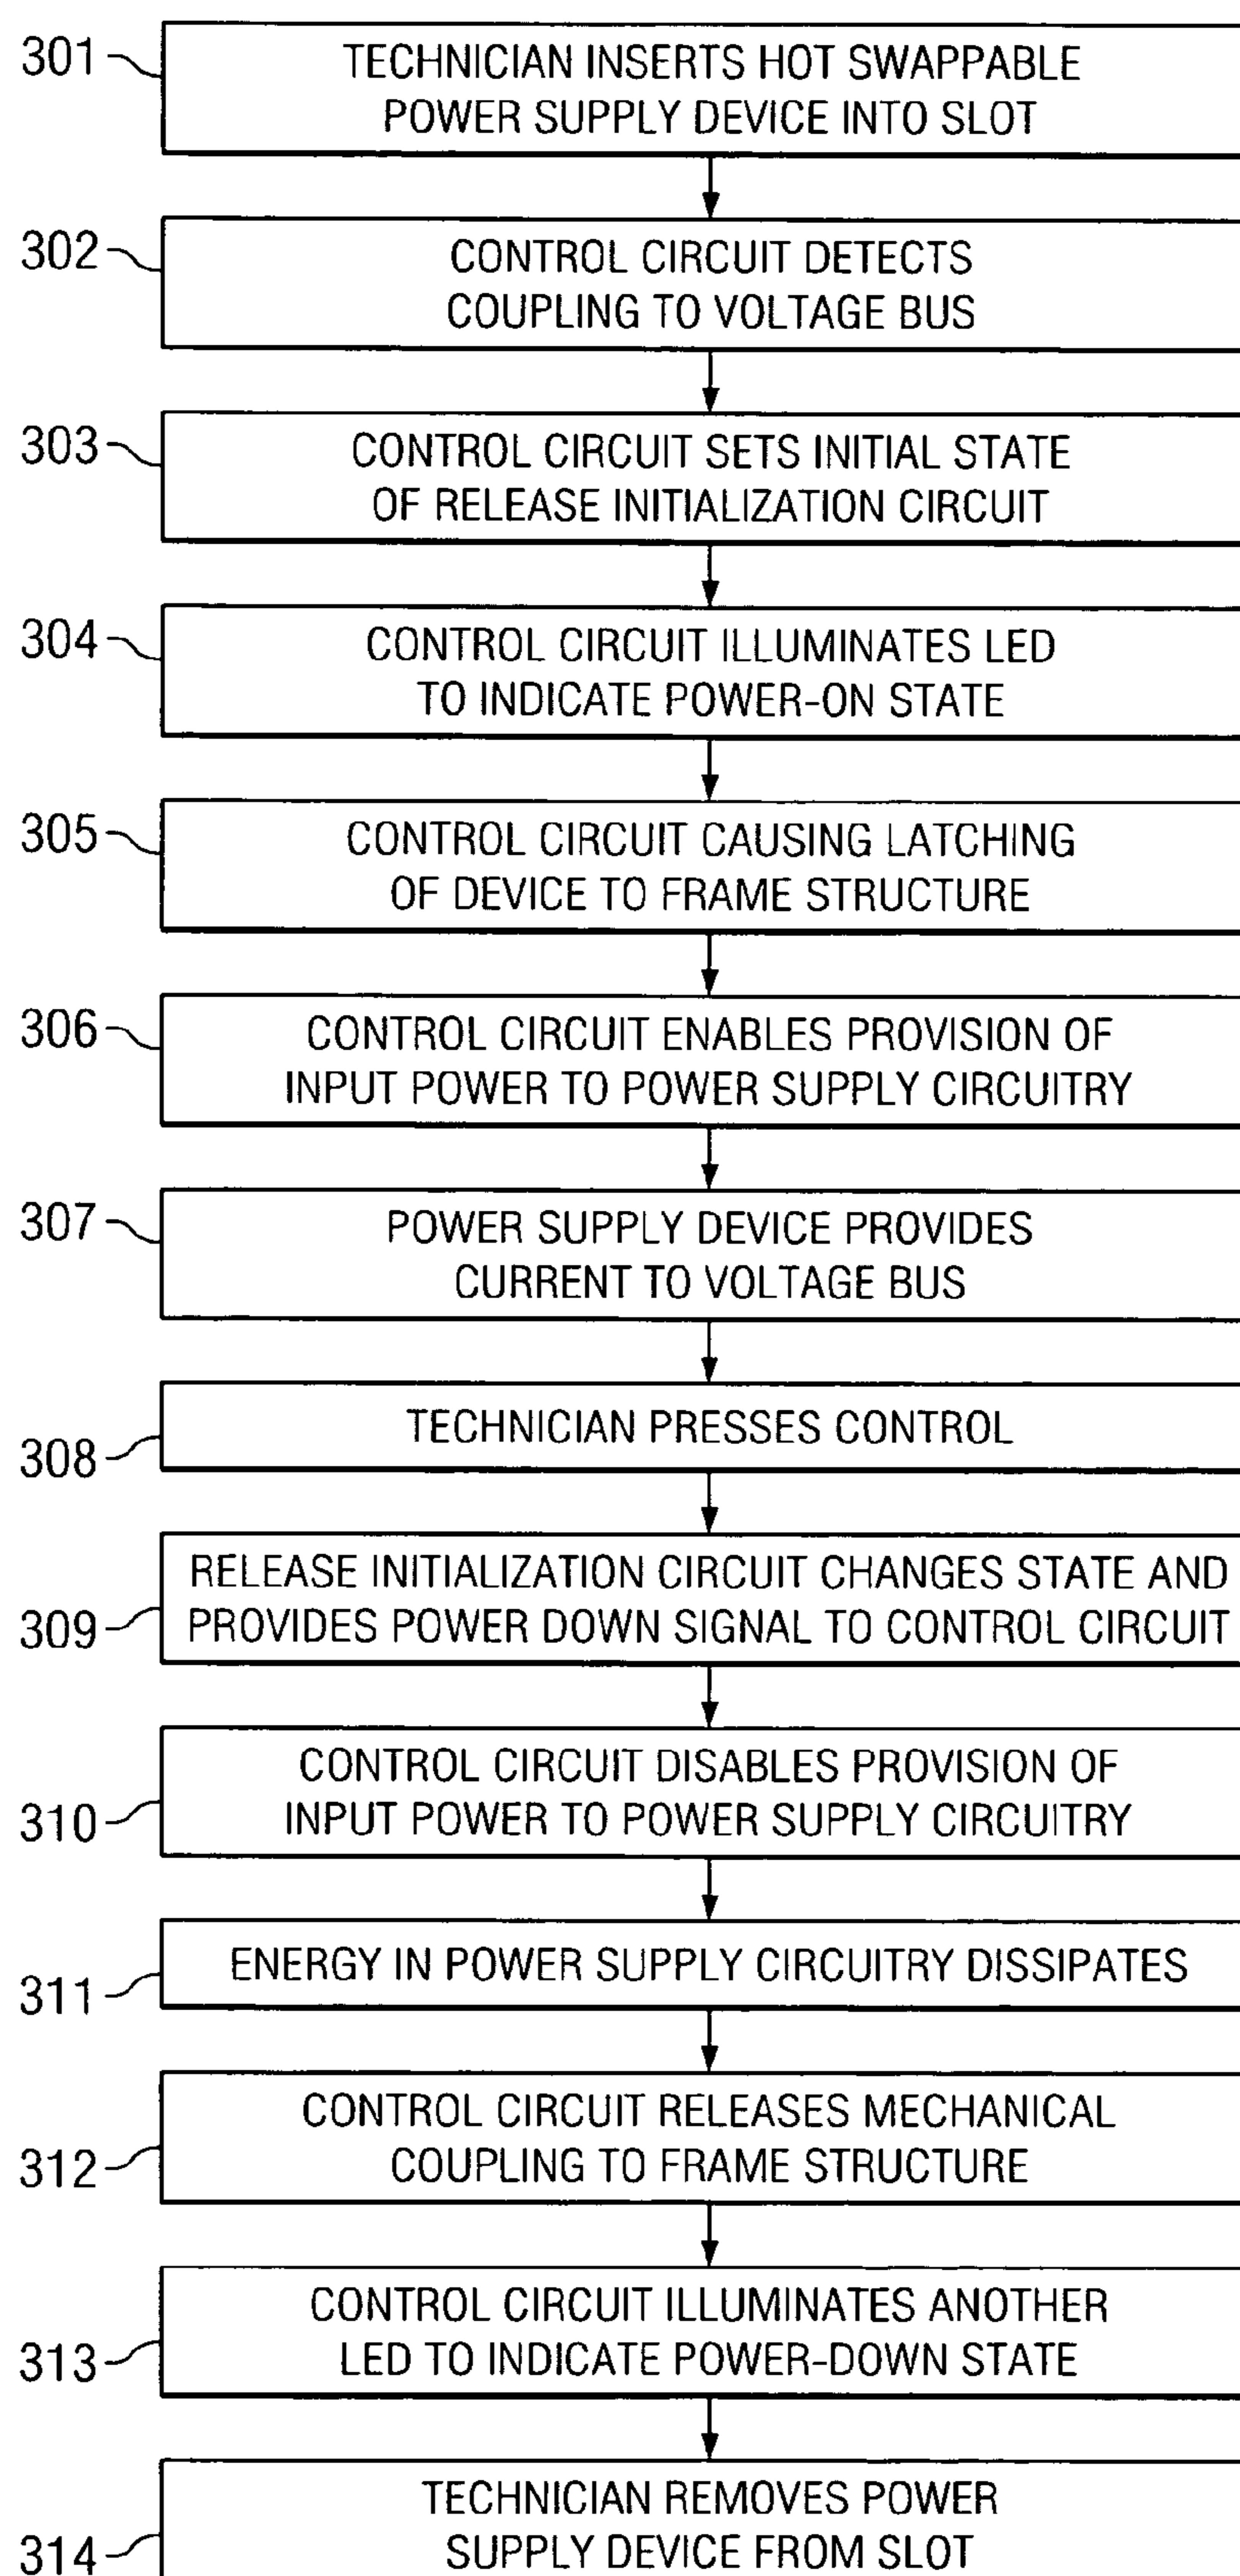 301
TECHNICIAN INSERTS HOT SWAPPABLE
POWER SUPPLY DEVICE INTO SLOT
302
CONTROL CIRCUIT DETECTS
COUPLING TO VOLTAGE BUS
303
CONTROL CIRCUIT SETS INITIAL STATE
OF RELEASE INITIALIZATION CIRCUIT
304
CONTROL CIRCUIT ILLUMINATES LED
TO INDICATE POWER-ON STATE
305
CONTROL CIRCUIT CAUSING LATCHING
OF DEVICE TO FRAME STRUCTURE
306
CONTROL CIRCUIT ENABLES PROVISION OF
INPUT POWER TO POWER SUPPLY CIRCUITRY
307
POWER SUPPLY DEVICE PROVIDES
CURRENT TO VOLTAGE BUS
308
TECHNICIAN PRESSES CONTROL
309
RELEASE INITIALIZATION CIRCUIT CHANGES STATE AND
PROVIDES POWER DOWN SIGNAL TO CONTROL CIRCUIT
310
CONTROL CIRCUIT DISABLES PROVISION OF
INPUT POWER TO POWER SUPPLY CIRCUITRY
311
ENERGY IN POWER SUPPLY CIRCUITRY DISSIPATES
312
CONTROL CIRCUIT RELEASES MECHANICAL
COUPLING TO FRAME STRUCTURE
313
CONTROL CIRCUIT ILLUMINATES ANOTHER
LED TO INDICATE POWER-DOWN STATE
314
TECHNICIAN REMOVES POWER
SUPPLY DEVICE FROM SLOT